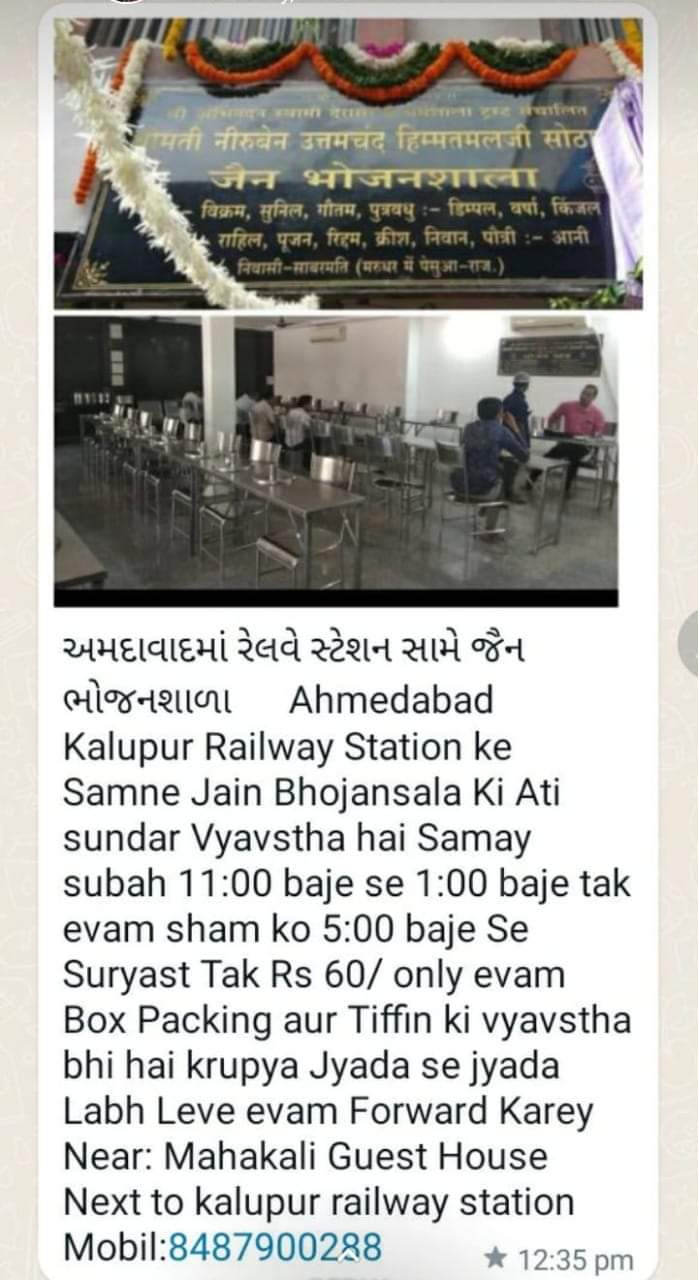 श्रीमती नीरुबेन उत्तमचंद हिम्मतमलजी
जैन भोजनशाला
विक्रम, सुनिल, गौतम, पुत्रवधु :- डिम्पल, वर्षा, किंजल
राहिल, पूजन, रिद्दम, क्रीश, निवान, पौत्री :- आनी
निवासी-साबरमति (मरुधर में पेसुआ-राज.)
અમદાવાદમાં રેલવે સ્ટેશન સામે જૈન
ભોજનશાળા Ahmedabad
Kalupur Railway Station ke
Samne Jain Bhojansala Ki Ati
sundar Vyavstha hai Samay
subah 11:00 baje se 1:00 baje tak
evam sham ko 5:00 baje Se
Suryast Tak Rs 60/ only evam
Box Packing aur Tiffin ki vyavstha
bhi hai krupya Jyada se jyada
Labh Leve evam Forward Karey
Near: Mahakali Guest House
Next to kalupur railway station
Mobil:8487900288
★ 12:35 pm